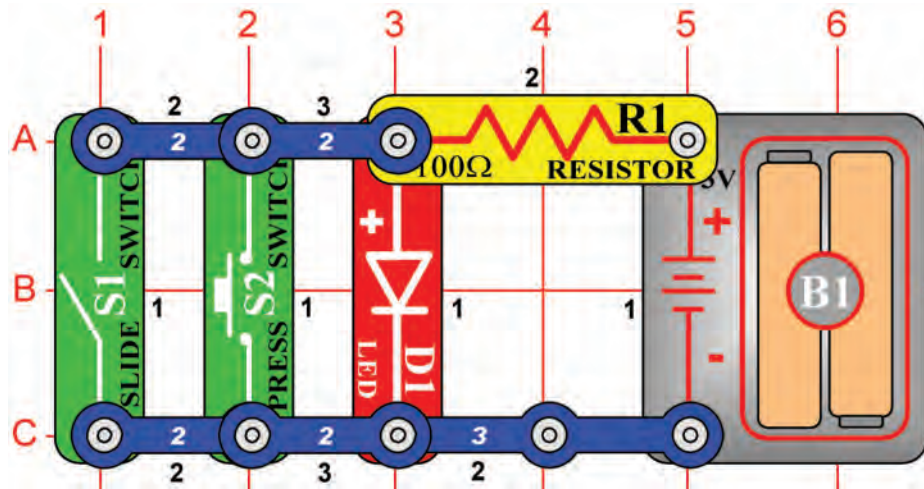 1 2 3 4 5 6
2 3 2
A
2 2
R1
100Ω RESISTOR
3V
+
SLIDE SWITCH
S1
PRESS SWITCH
S2
+
LED
D1
B
1 1 1 1
B1
-
C
2 2 3
2 3 2